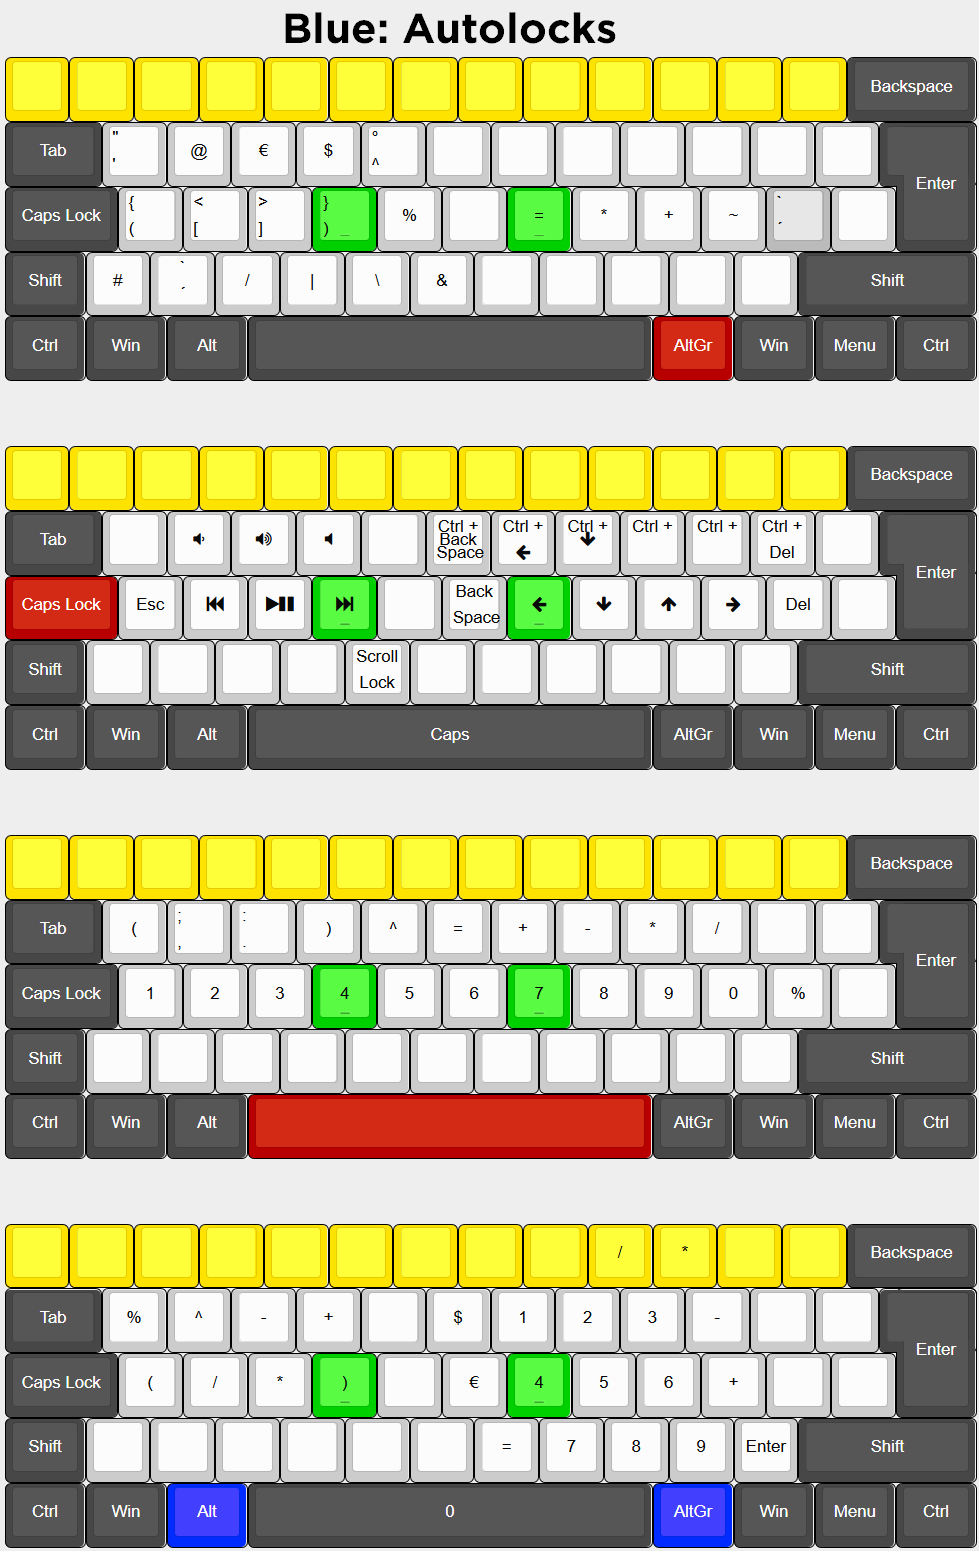 Blue: Autolocks
Backspace
Tab " ' @ € $ ° ^ Enter
Caps Lock { ( < [ > ] } ) _ % = _ * + ~ ` ´
Shift # ` ´ / | \ & Shift
Ctrl Win Alt AltGr Win Menu Ctrl
Backspace
Tab Ctrl + Back Space Ctrl + Ctrl + Ctrl + Ctrl + Ctrl + Del Enter
Caps Lock Esc _ Back Space _ Del
Shift Scroll Lock Shift
Ctrl Win Alt Caps AltGr Win Menu Ctrl
Backspace
Tab ( ; , : . ) ^ = + - * / Enter
Caps Lock 1 2 3 4 _ 5 6 7 _ 8 9 0 %
Shift Shift
Ctrl Win Alt AltGr Win Menu Ctrl
/ * Backspace
Tab % ^ - + $ 1 2 3 - Enter
Caps Lock ( / * ) _ € 4 _ 5 6 +
Shift = 7 8 9 Enter Shift
Ctrl Win Alt 0 AltGr Win Menu Ctrl